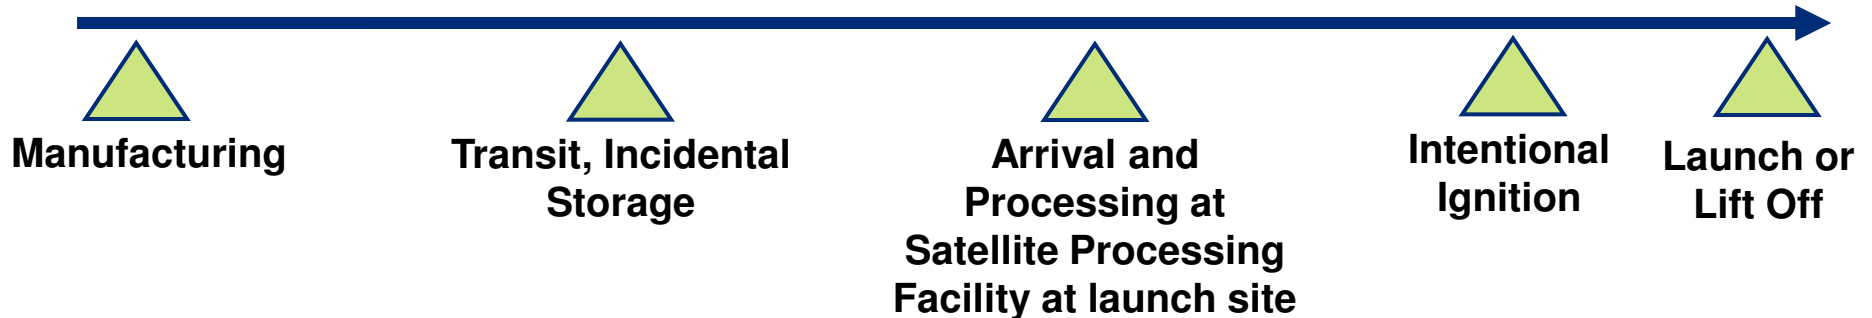 Manufacturing
Transit, Incidental
Storage
Arrival and
Processing at
Satellite Processing
Facility at launch site
Intentional
Ignition
Launch or
Lift Off